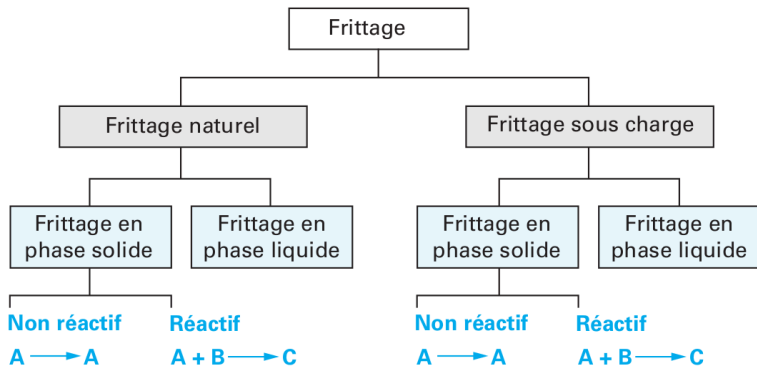 Frittage
Frittage naturel
Frittage sous charge
Frittage en
phase solide
Frittage en
phase liquide
Frittage en
phase solide
Frittage en
phase liquide
Non réactif
Réactif
Non réactif
Réactif
A → A
A + B → C
A → A
A + B → C